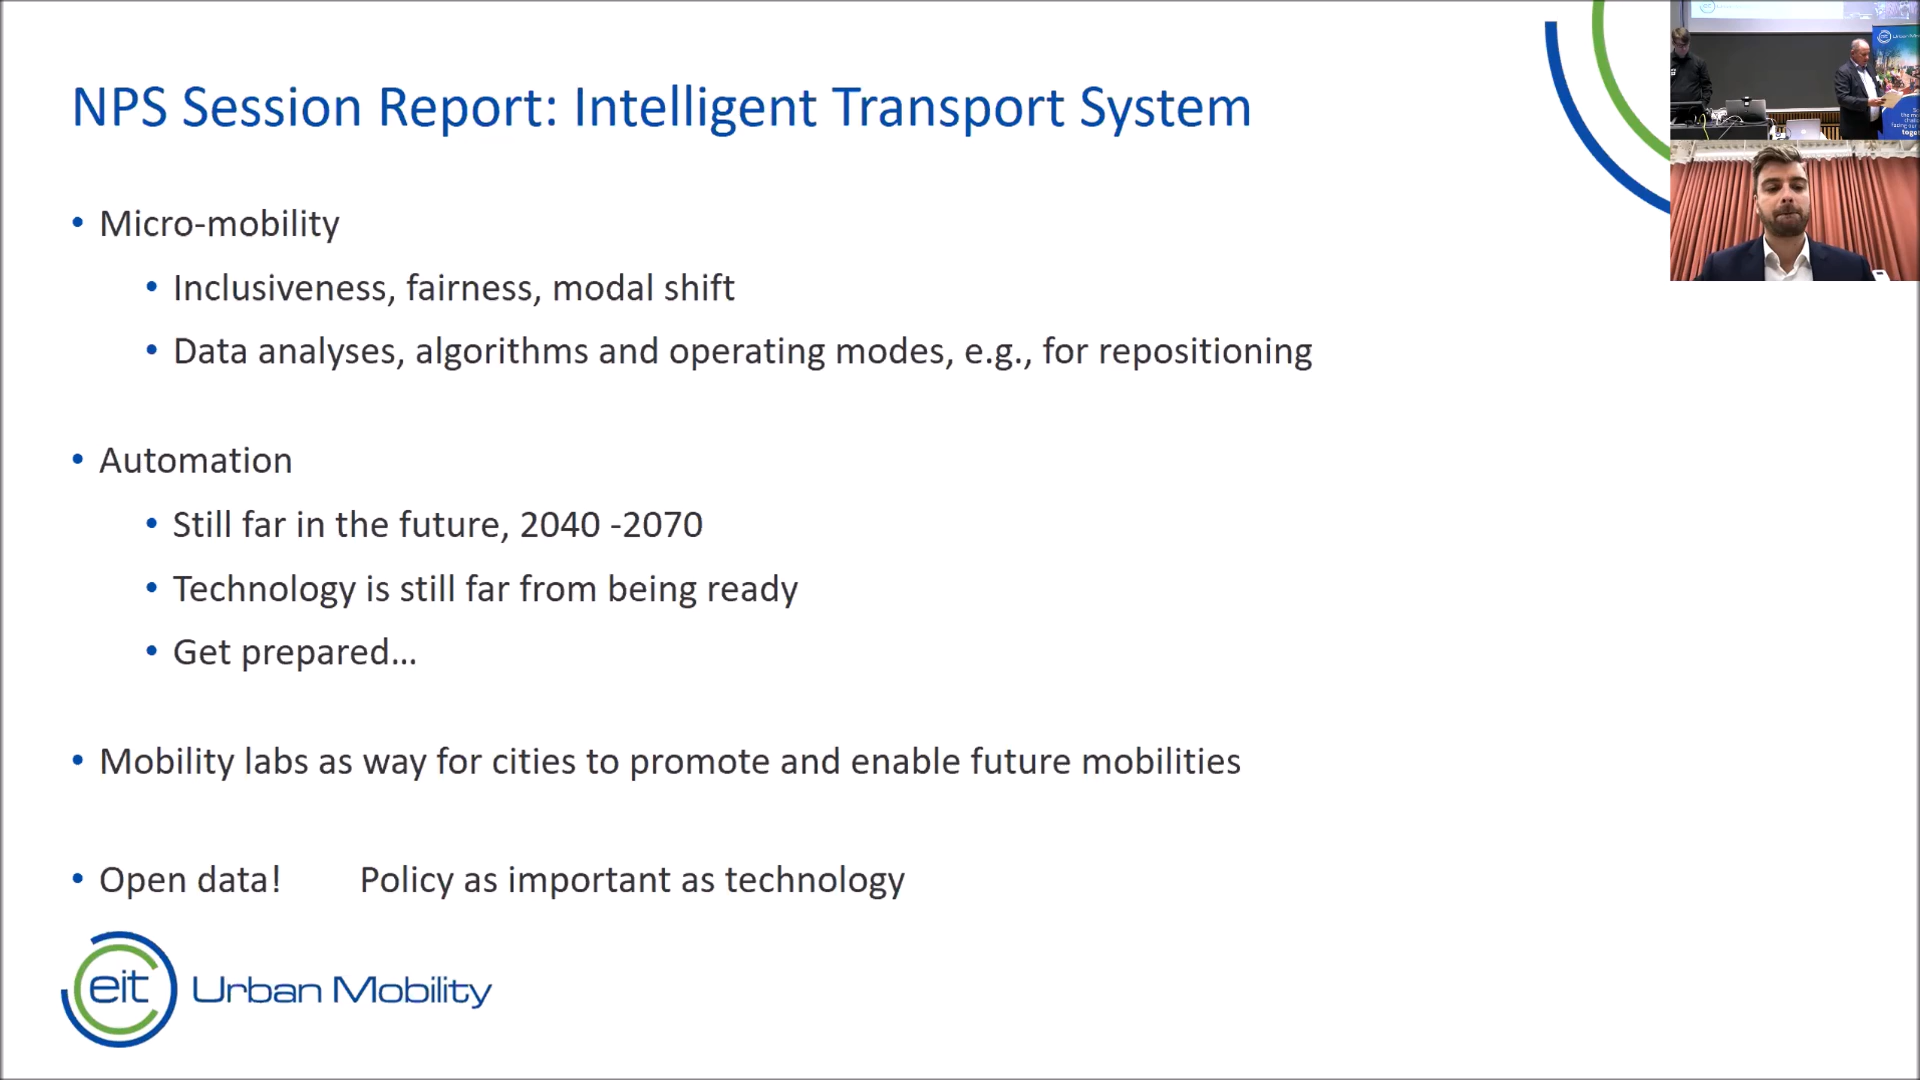 NPS Session Report: Intelligent Transport System
• Micro-mobility
• Inclusiveness, fairness, modal shift
• Data analyses, algorithms and operating modes, e.g., for repositioning
• Automation
• Still far in the future, 2040 -2070
• Technology is still far from being ready
• Get prepared...
• Mobility labs as way for cities to promote and enable future mobilities
• Open data! Policy as important as technology
eit Urban Mobility
eit